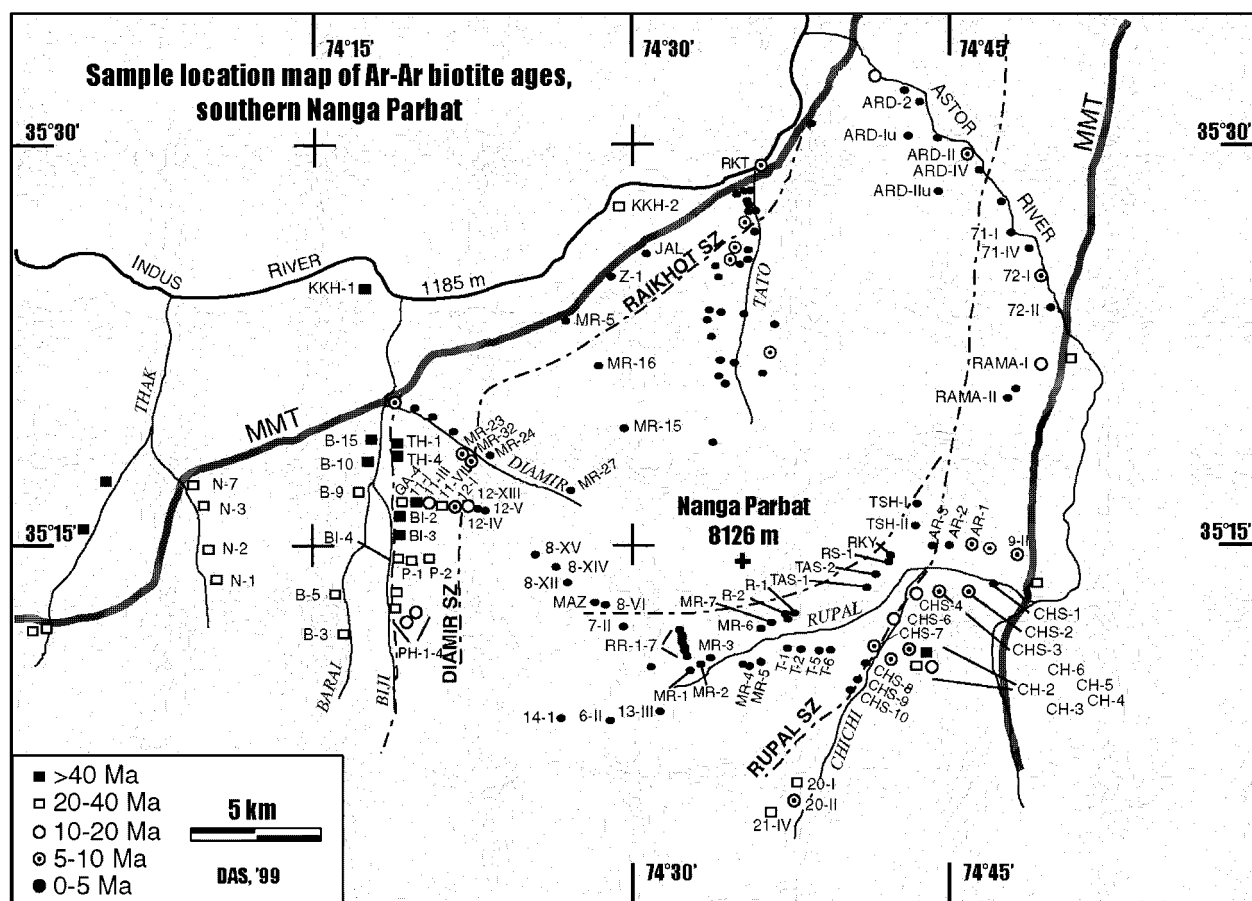 74°15'
74°30'
74°45'
Sample location map of Ar-Ar biotite ages,
southern Nanga Parbat
35°30'
35°30'
ARD-2
ASTOR
MMT
ARD-Iu
ARD-II
ARD-IV
ARD-IIu
RKT
KKH-2
RIVER
71-I
71-IV
72-I
72-II
JAL
Z-1
RAIKHOT SZ
TATO
INDUS
RIVER
1185 m
KKH-1
MR-5
MR-16
RAMA-I
RAMA-II
THAK
MMT
MR-15
B-15
TH-1
B-10
TH-4
MR-23
MR-32
MR-24
DIAMIR
MR-27
N-7
B-9
GA-4
11-III
11-VII
12-I
12-XIII
12-V
12-IV
N-3
BI-2
BI-4
BI-3
Nanga Parbat
8126 m
TSH-I
TSH-II
AR-5
AR-2
AR-1
9-II
35°15'
35°15'
RKY
RS-1
TAS-2
TAS-1
N-2
N-1
P-1
P-2
8-XV
8-XIV
8-XII
MAZ
8-VI
R-1
R-2
MR-7
MR-6
RUPAL
B-5
B-3
7-II
RR-1-7
PH-1-4
DIAMIR SZ
BARAI
BIJI
CHS-4
CHS-6
CHS-7
CHS-1
CHS-2
CHS-3
MR-3
MR-1
MR-2
MR-4
MR-5
T-1
T-2
T-5
T-6
CHS-8
CHS-9
CHS-10
CH-2
CH-6
CH-5
CH-3
CH-4
14-1
6-II
13-III
RUPAL SZ
CHICHI
20-I
20-II
21-IV
>40 Ma
20-40 Ma
10-20 Ma
5-10 Ma
0-5 Ma
5 km
DAS, '99
74°30'
74°45'